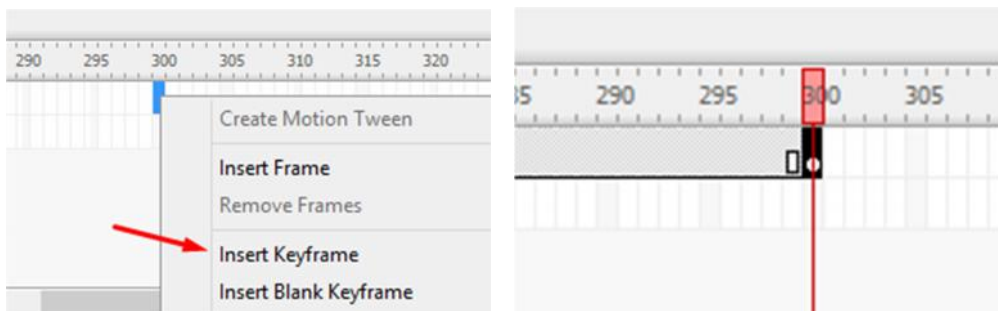 290 295 300 305 310 315 320
Create Motion Tween
Insert Frame
Remove Frames
Insert Keyframe
Insert Blank Keyframe
5 290 295 300 305